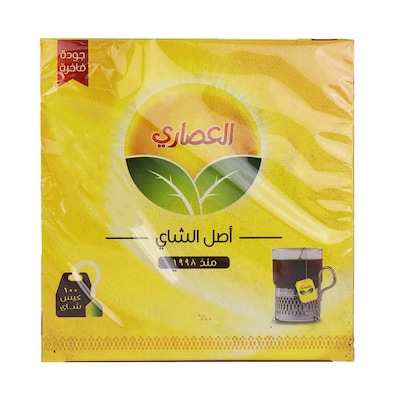 جودة
فاخرة
العصاري
أصل الشاي
منذ ١٩٩٨
١٠٠
كيس
شاي